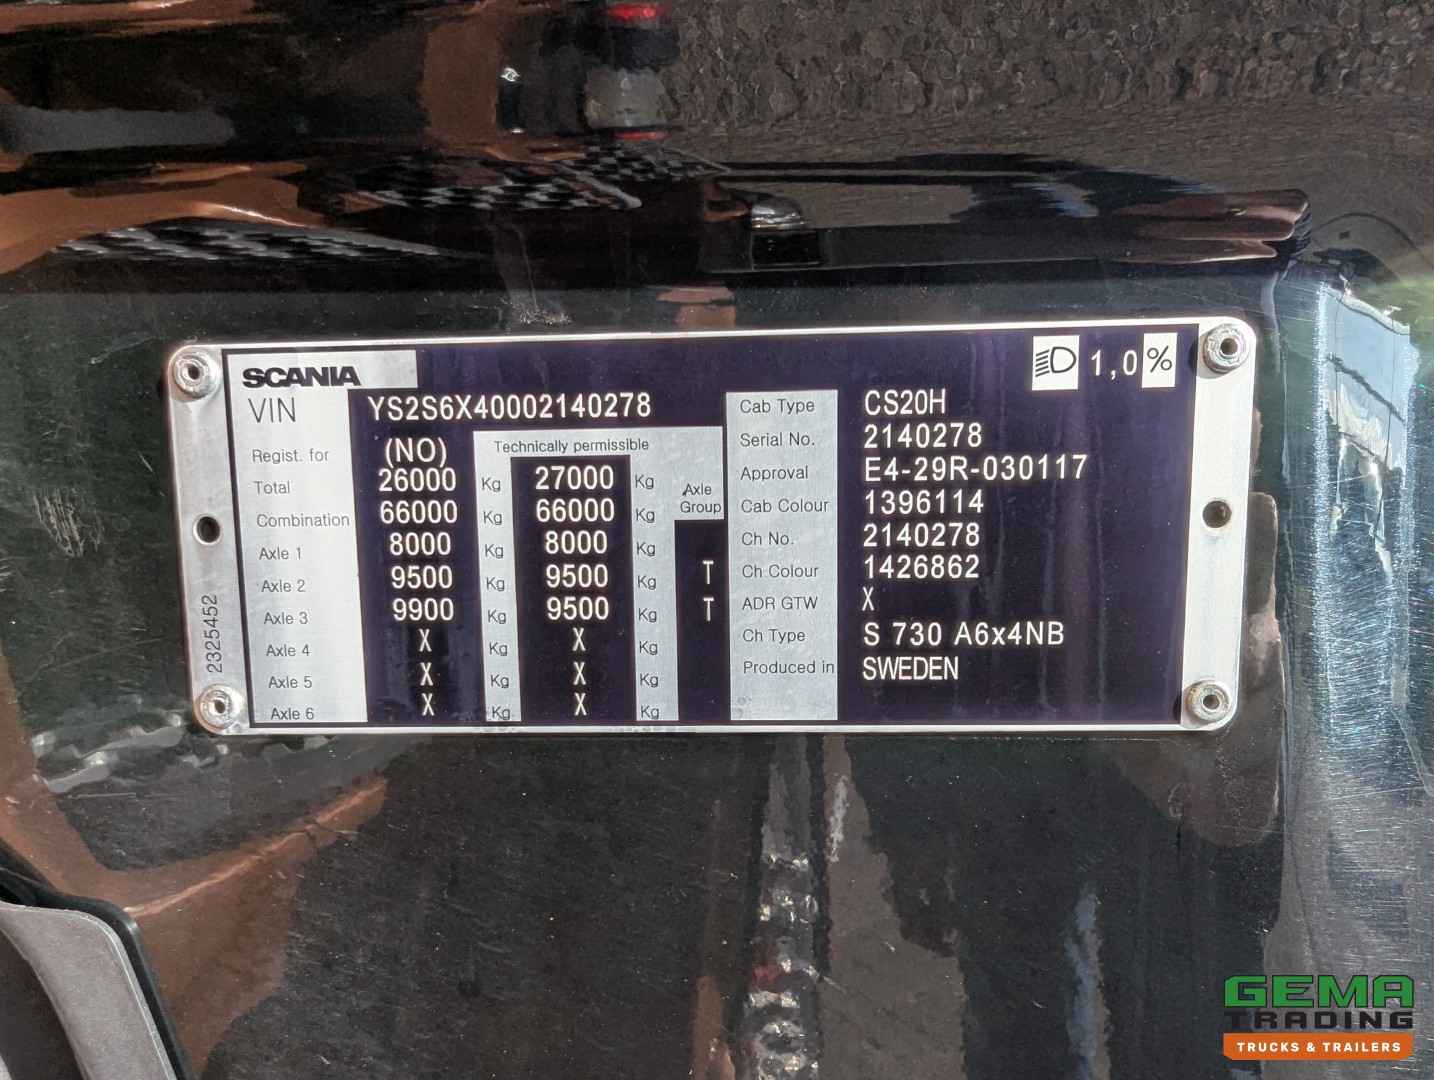 SCANIA
1,0 %
VIN YS2S6X40002140278
Regist. for (NO) Technically permissible
Total 26000 Kg 27000 Kg
Axle Group
Combination 66000 Kg 66000 Kg
Axle 1 8000 Kg 8000 Kg
Axle 2 9500 Kg 9500 Kg T
Axle 3 9900 Kg 9500 Kg T
Axle 4 X Kg X Kg
Axle 5 X Kg X Kg
Axle 6 X Kg X Kg
Cab Type CS20H
Serial No. 2140278
Approval E4-29R-030117
Cab Colour 1396114
Ch No. 2140278
Ch Colour 1426862
ADR GTW X
Ch Type S 730 A6x4NB
Produced in SWEDEN
2325452
GEMA
TRADING
TRUCKS & TRAILERS